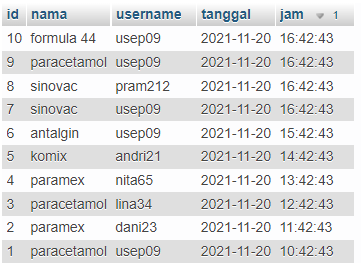 id nama username tanggal jam 1
10 formula 44 usep09 2021-11-20 16:42:43
9 paracetamol usep09 2021-11-20 16:42:43
8 sinovac pram212 2021-11-20 16:42:43
7 sinovac usep09 2021-11-20 16:42:43
6 antalgin usep09 2021-11-20 15:42:43
5 komix andri21 2021-11-20 14:42:43
4 paramex nita65 2021-11-20 13:42:43
3 paracetamol lina34 2021-11-20 12:42:43
2 paramex dani23 2021-11-20 11:42:43
1 paracetamol usep09 2021-11-20 10:42:43